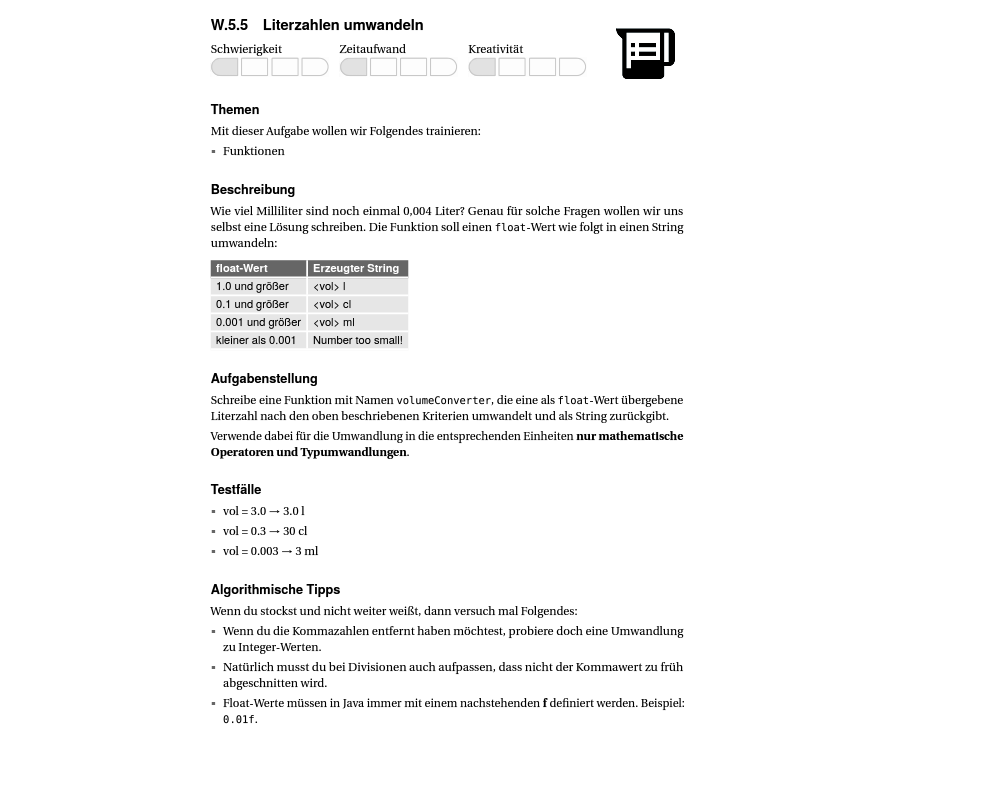 W.5.5 Literzahlen umwandeln
Schwierigkeit Zeitaufwand Kreativität
Themen
Mit dieser Aufgabe wollen wir Folgendes trainieren:
▪ Funktionen
Beschreibung
Wie viel Milliliter sind noch einmal 0,004 Liter? Genau für solche Fragen wollen wir uns
selbst eine Lösung schreiben. Die Funktion soll einen float-Wert wie folgt in einen String
umwandeln:
float-Wert Erzeugter String
1.0 und größer <vol> l
0.1 und größer <vol> cl
0.001 und größer <vol> ml
kleiner als 0.001 Number too small!
Aufgabenstellung
Schreibe eine Funktion mit Namen volumeConverter, die eine als float-Wert übergebene
Literzahl nach den oben beschriebenen Kriterien umwandelt und als String zurückgibt.
Verwende dabei für die Umwandlung in die entsprechenden Einheiten nur mathematische
Operatoren und Typumwandlungen.
Testfälle
▪ vol = 3.0 → 3.0 l
▪ vol = 0.3 → 30 cl
▪ vol = 0.003 → 3 ml
Algorithmische Tipps
Wenn du stockst und nicht weiter weißt, dann versuch mal Folgendes:
▪ Wenn du die Kommazahlen entfernt haben möchtest, probiere doch eine Umwandlung
zu Integer-Werten.
▪ Natürlich musst du bei Divisionen auch aufpassen, dass nicht der Kommawert zu früh
abgeschnitten wird.
▪ Float-Werte müssen in Java immer mit einem nachstehenden f definiert werden. Beispiel:
0.01f.